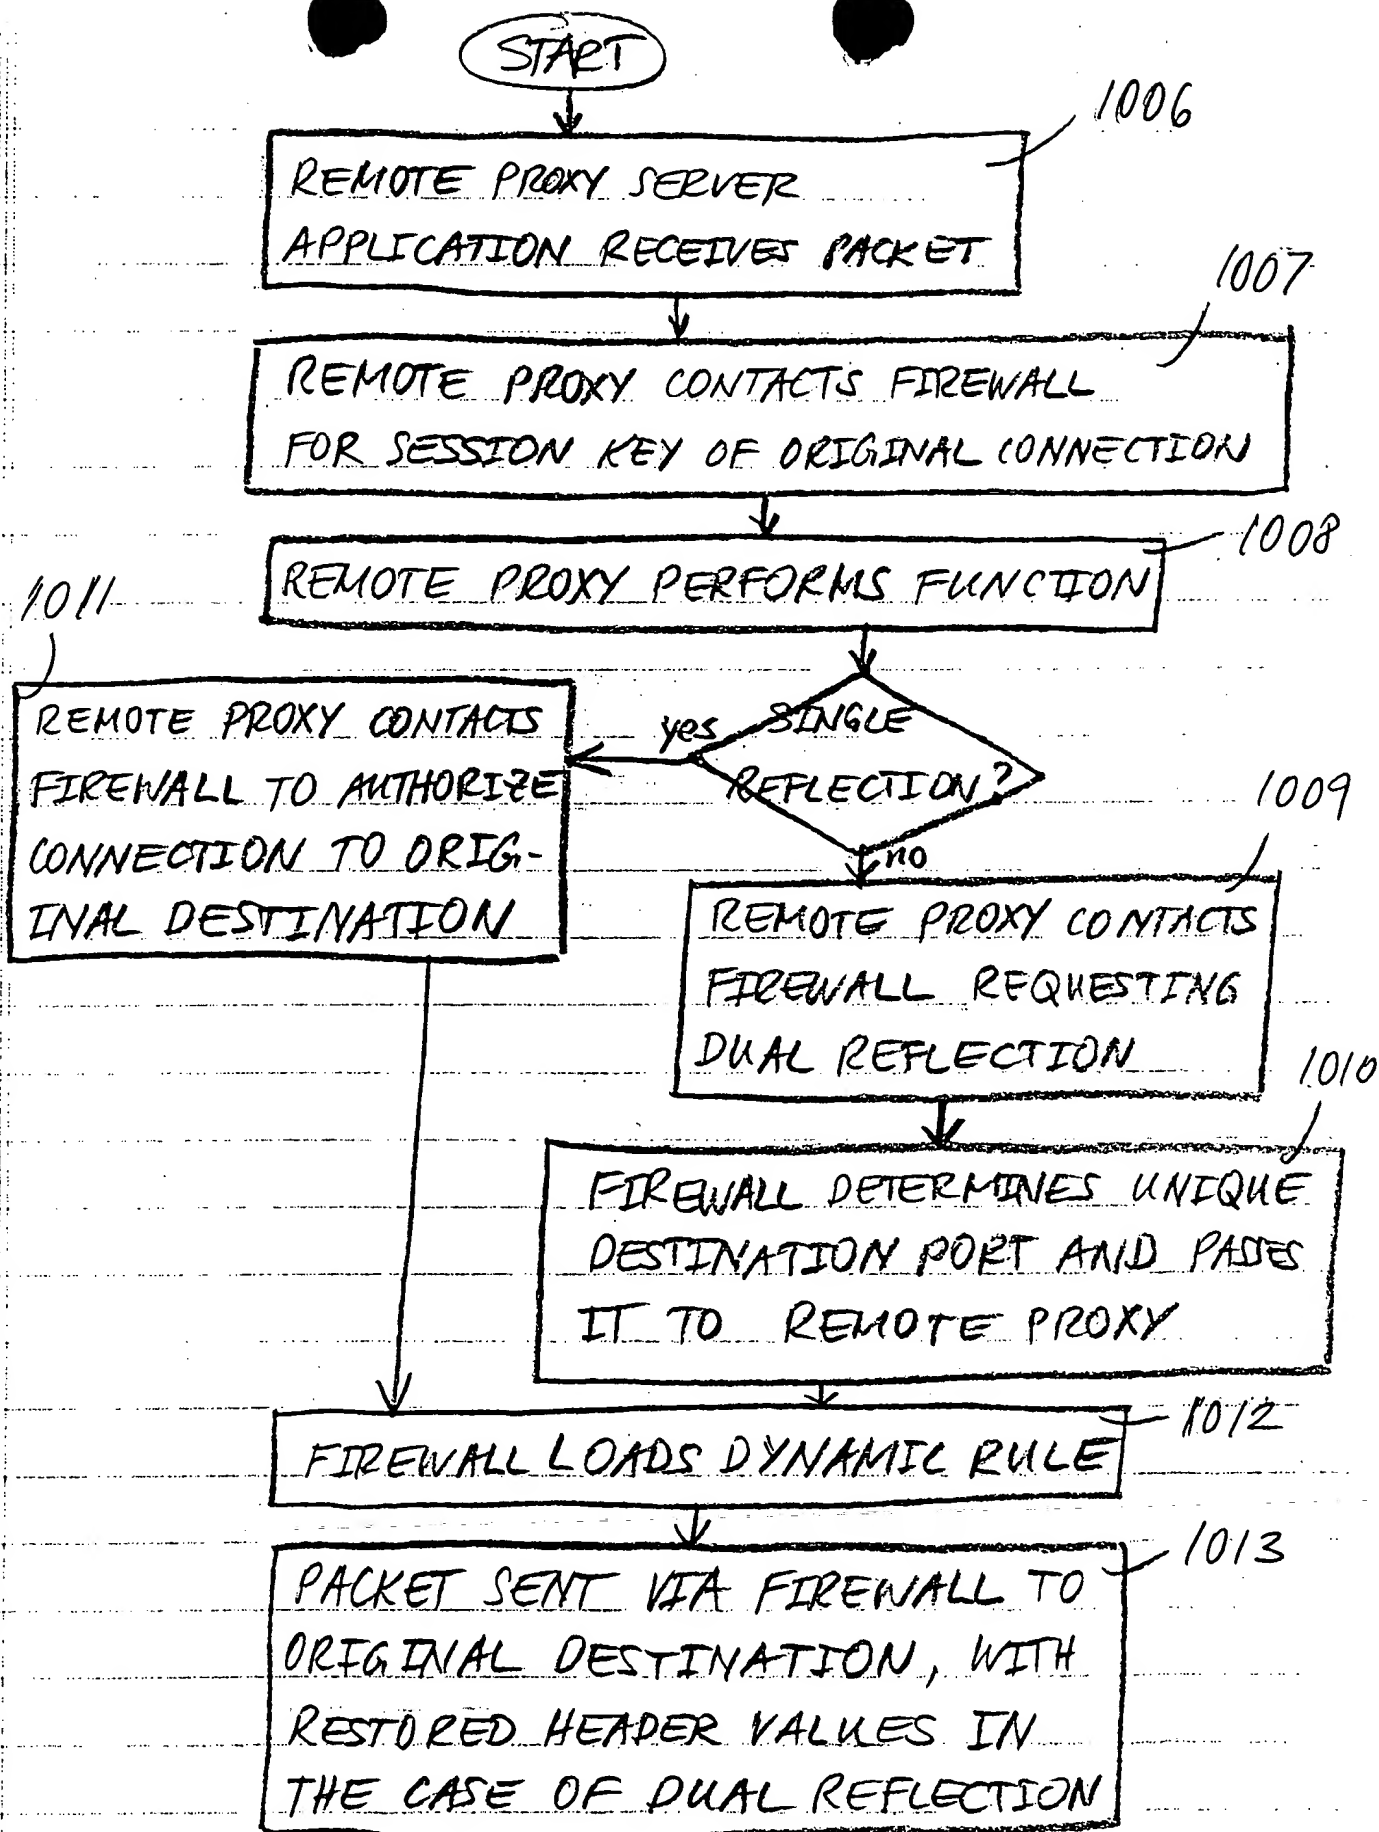 START
1006
REMOTE PROXY SERVER
APPLICATION RECEIVES PACKET
1007
REMOTE PROXY CONTACTS FIREWALL
FOR SESSION KEY OF ORIGINAL CONNECTION
1008
REMOTE PROXY PERFORMS FUNCTION
1011
REMOTE PROXY CONTACTS
FIREWALL TO AUTHORIZE
CONNECTION TO ORIG-
INAL DESTINATION
yes
SINGLE
REFLECTION?
no
1009
REMOTE PROXY CONTACTS
FIREWALL REQUESTING
DUAL REFLECTION
1010
FIREWALL DETERMINES UNIQUE
DESTINATION PORT AND PASSES
IT TO REMOTE PROXY
1012
FIREWALL LOADS DYNAMIC RULE
1013
PACKET SENT VIA FIREWALL TO
ORIGINAL DESTINATION, WITH
RESTORED HEADER VALUES IN
THE CASE OF DUAL REFLECTION